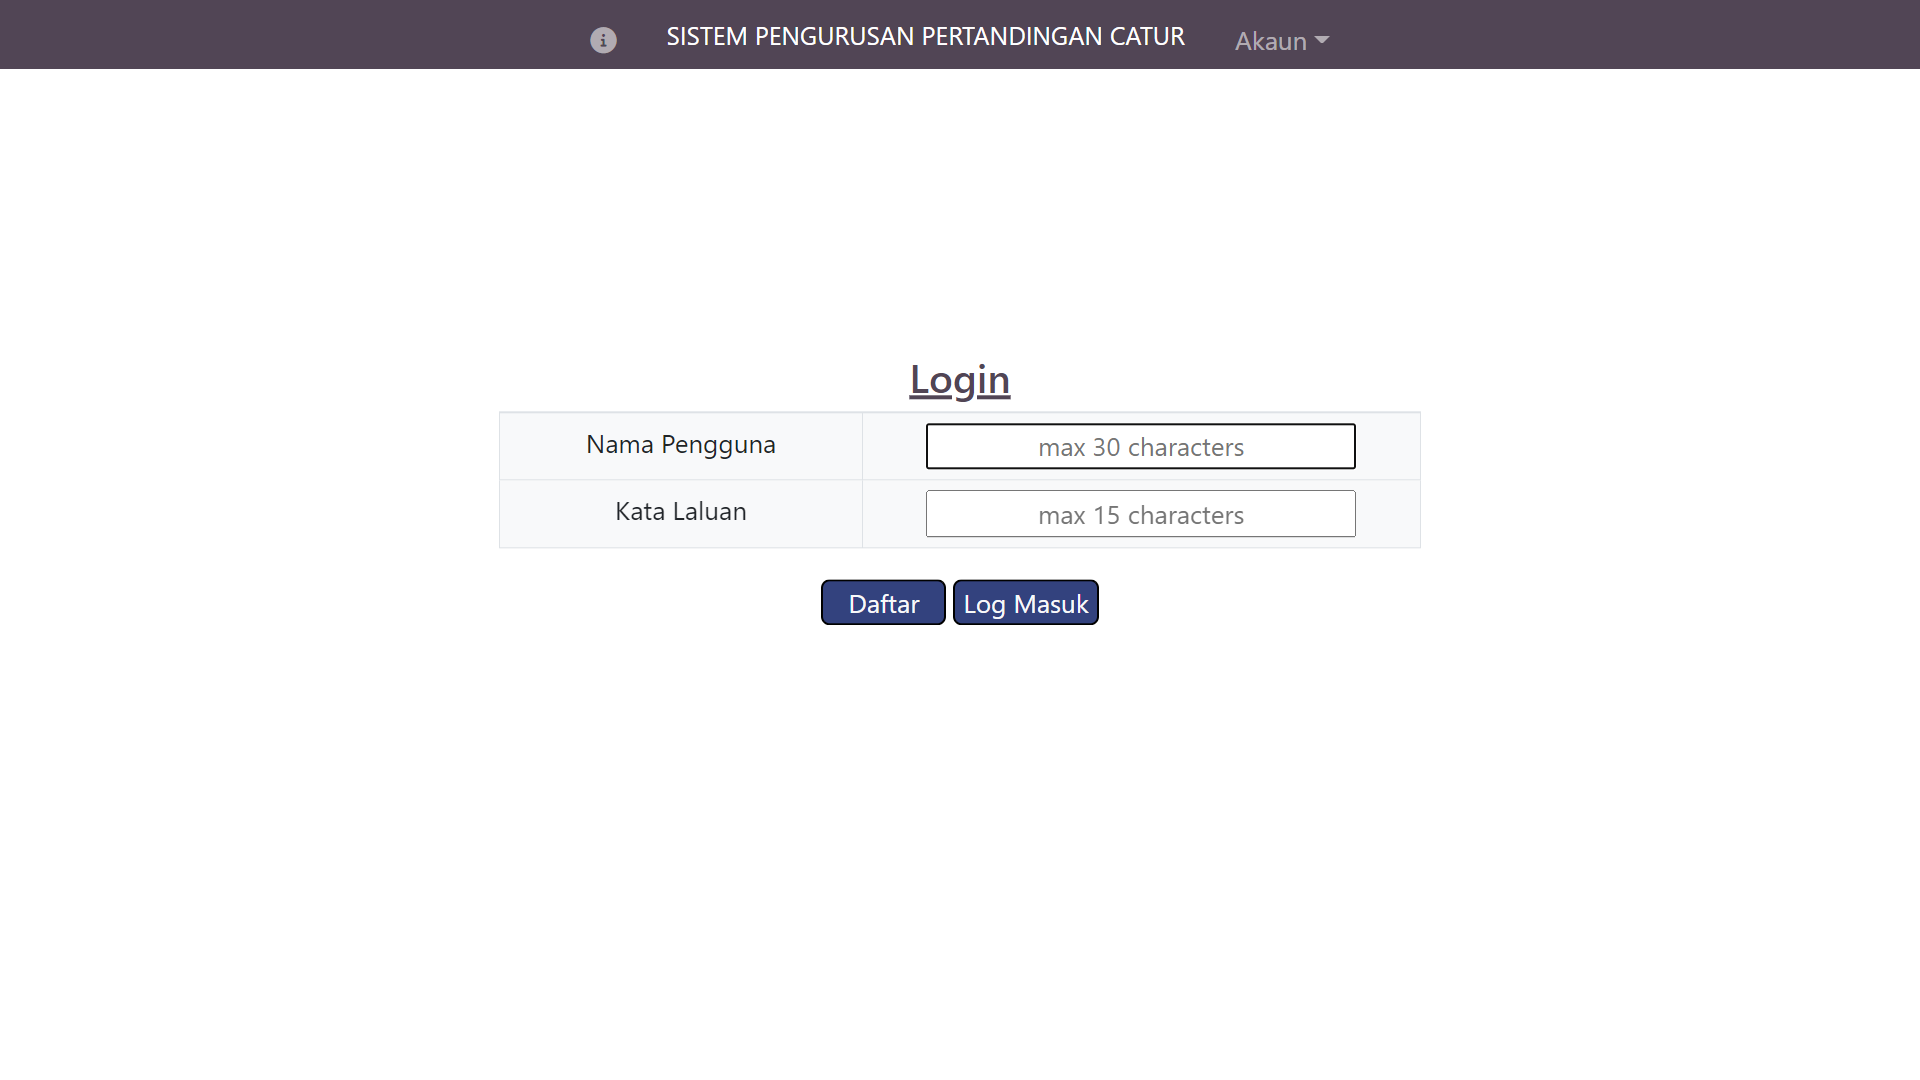 SISTEM PENGURUSAN PERTANDINGAN CATUR
Akaun
Login
Nama Pengguna
max 30 characters
Kata Laluan
max 15 characters
Daftar
Log Masuk